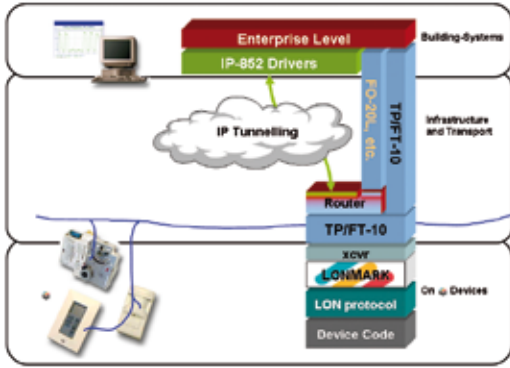 Enterprise Level
Building-Systems
IP-852 Drivers
FO-20L, etc.
TP/FT-10
IP Tunnelling
Infrastructure
and Transport
Router
TP/FT-10
xcvr
LONMARK
LON protocol
On Devices
Device Code